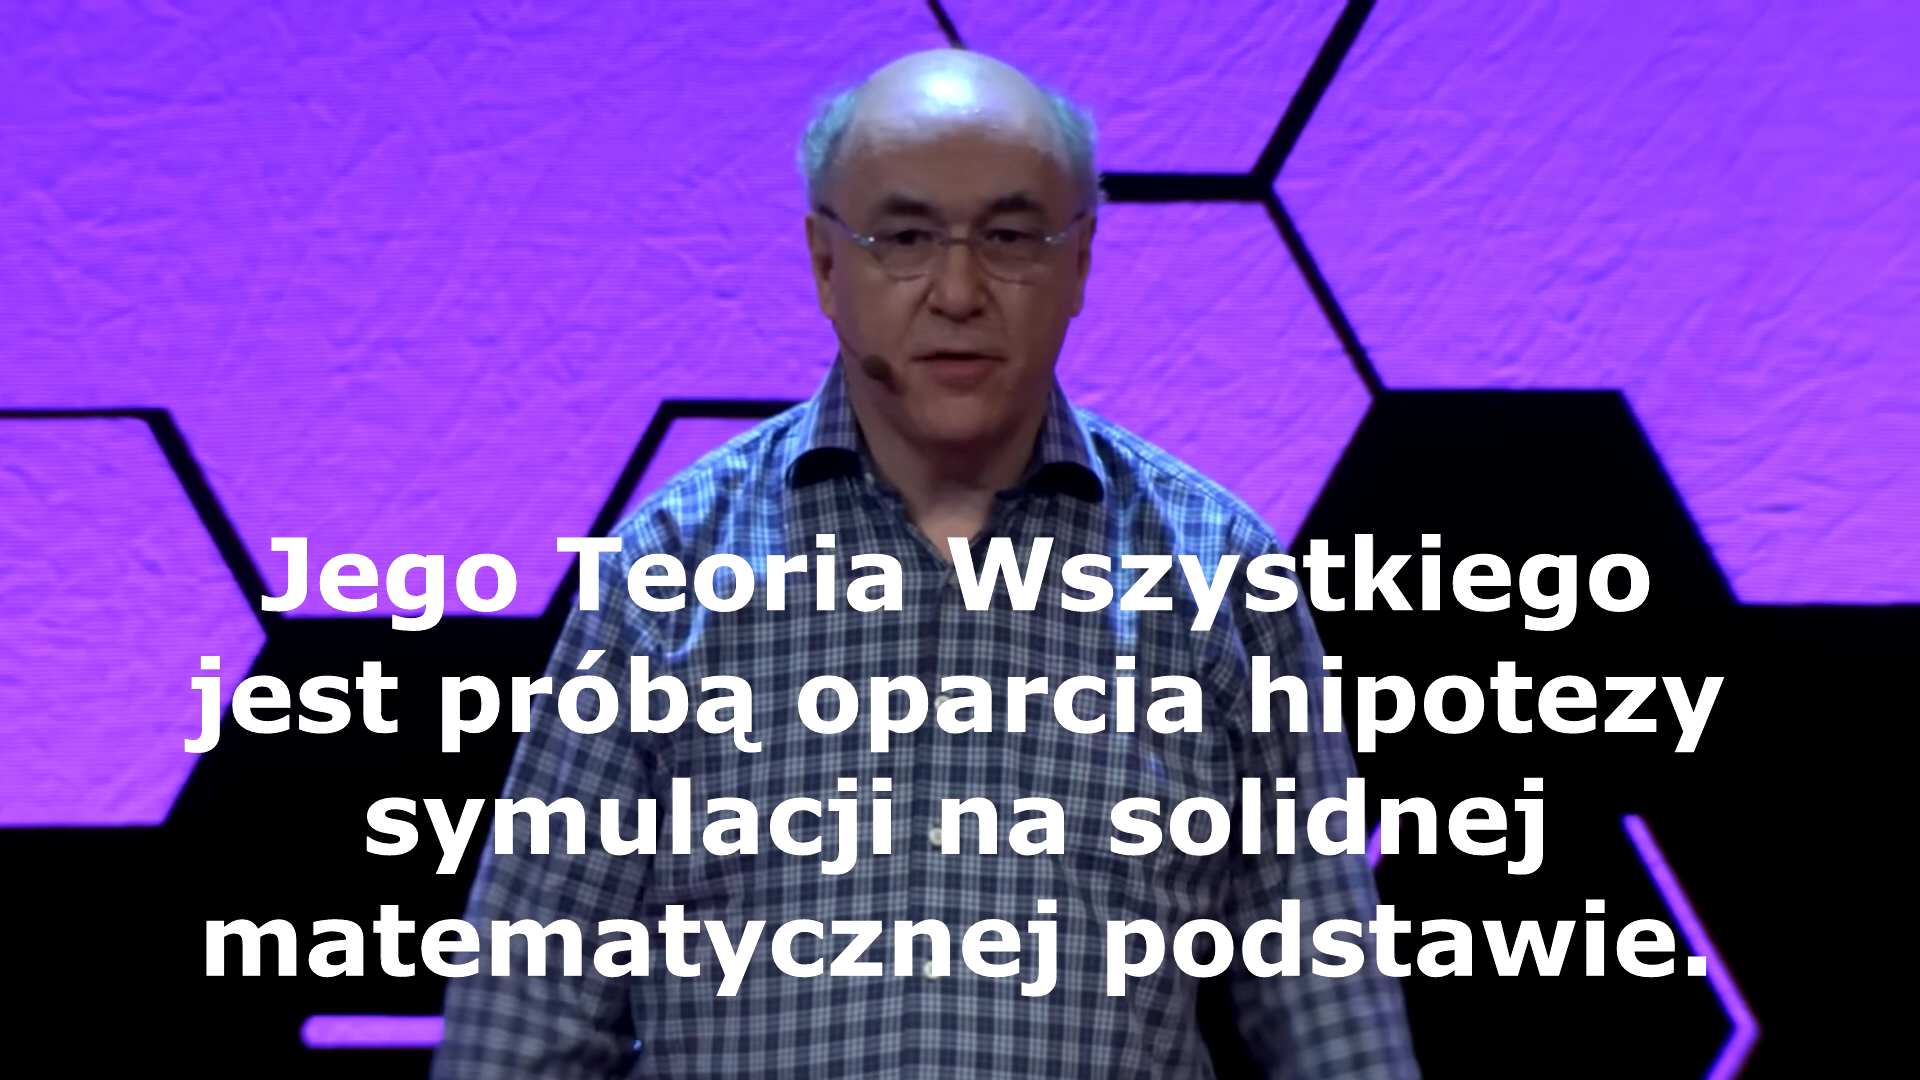 Jego Teoria Wszystkiego
jest próbą oparcia hipotezy
symulacji na solidnej
matematycznej podstawie.